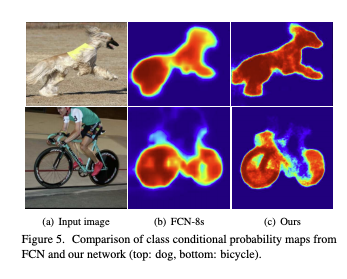 (a) Input image (b) FCN-8s (c) Ours
Figure 5. Comparison of class conditional probability maps from
FCN and our network (top: dog, bottom: bicycle).